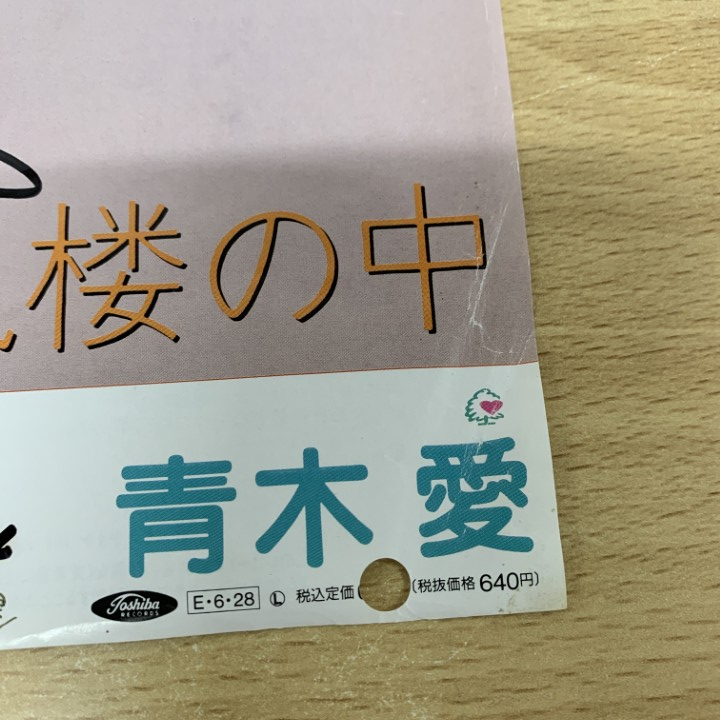 楼の中
青木 愛
Toshiba RECORDS E・6・28 Ⓛ 税込定価 (税抜価格 640円)